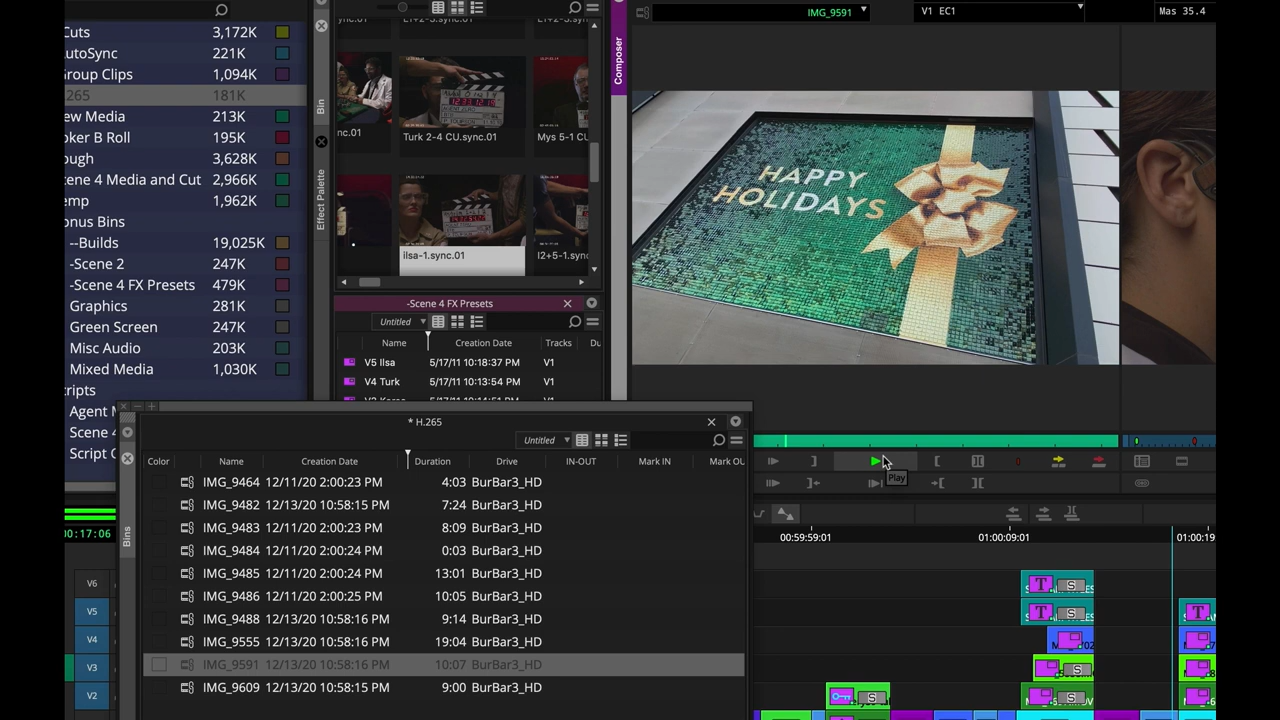 Cuts 3,172K
AutoSync 221K
Group Clips 1,094K
265 181K
ew Media 213K
oker B Roll 195K
ough 3,628K
cene 4 Media and Cut 2,966K
emp 1,962K
onus Bins
--Builds 19,025K
-Scene 2 247K
-Scene 4 FX Presets 479K
Graphics 281K
Green Screen 247K
Misc Audio 203K
Mixed Media 1,030K
ripts
Agent M
Scene 4
Script C
00:17:06
V6
V5
V4
V3
V2
Bin
Effect Palette
nc.01
Turk 2-4 CU.sync.01
Mys 5-1 CU
ilsa-1.sync.01
I2+5-1.sync
-Scene 4 FX Presets
Untitled
Name Creation Date Tracks Du
V5 Ilsa 5/17/11 10:18:37 PM V1
V4 Turk 5/17/11 10:13:54 PM V1
Composer
IMG_9591
V1 EC1
Mas 35.4
HAPPY
HOLIDAYS
Play
* H.265
Untitled
Bins
Color Name Creation Date Duration Drive IN-OUT Mark IN Mark OU
IMG_9464 12/11/20 2:00:23 PM 4:03 BurBar3_HD
IMG_9482 12/13/20 10:58:15 PM 7:24 BurBar3_HD
IMG_9483 12/11/20 2:00:23 PM 8:09 BurBar3_HD
IMG_9484 12/11/20 2:00:24 PM 0:03 BurBar3_HD
IMG_9485 12/11/20 2:00:24 PM 13:01 BurBar3_HD
IMG_9486 12/11/20 2:00:25 PM 10:05 BurBar3_HD
IMG_9488 12/13/20 10:58:16 PM 9:14 BurBar3_HD
IMG_9555 12/13/20 10:58:16 PM 19:04 BurBar3_HD
IMG_9591 12/13/20 10:58:16 PM 10:07 BurBar3_HD
IMG_9609 12/13/20 10:58:15 PM 9:00 BurBar3_HD
00:59:59:01 01:00:09:01 01:00:19
T S
T S T
S
S S